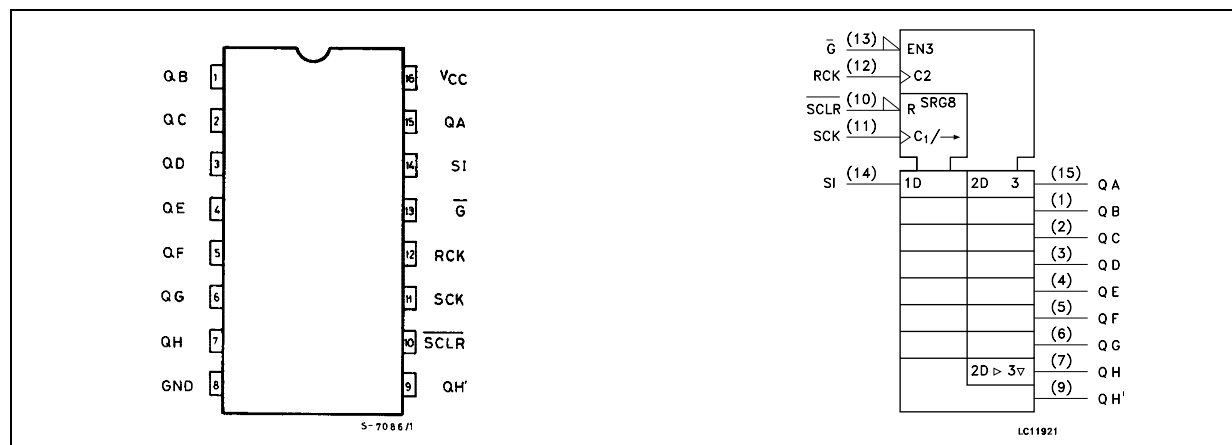 QB 1 16 VCC
QC 2 15 QA
QD 3 14 SI
QE 4 13 G̅
QF 5 12 RCK
QG 6 11 SCK
QH 7 10 S̅C̅L̅R̅
GND 8 9 QH'
S-7086/1
G̅ (13) EN3
RCK (12) C2
S̅C̅L̅R̅ (10) R SRG8
SCK (11) C1/→
SI (14) 1D 2D 3 (15) QA
(1) QB
(2) QC
(3) QD
(4) QE
(5) QF
(6) QG
2D ▷ 3▽ (7) QH
(9) QH'
LC11921